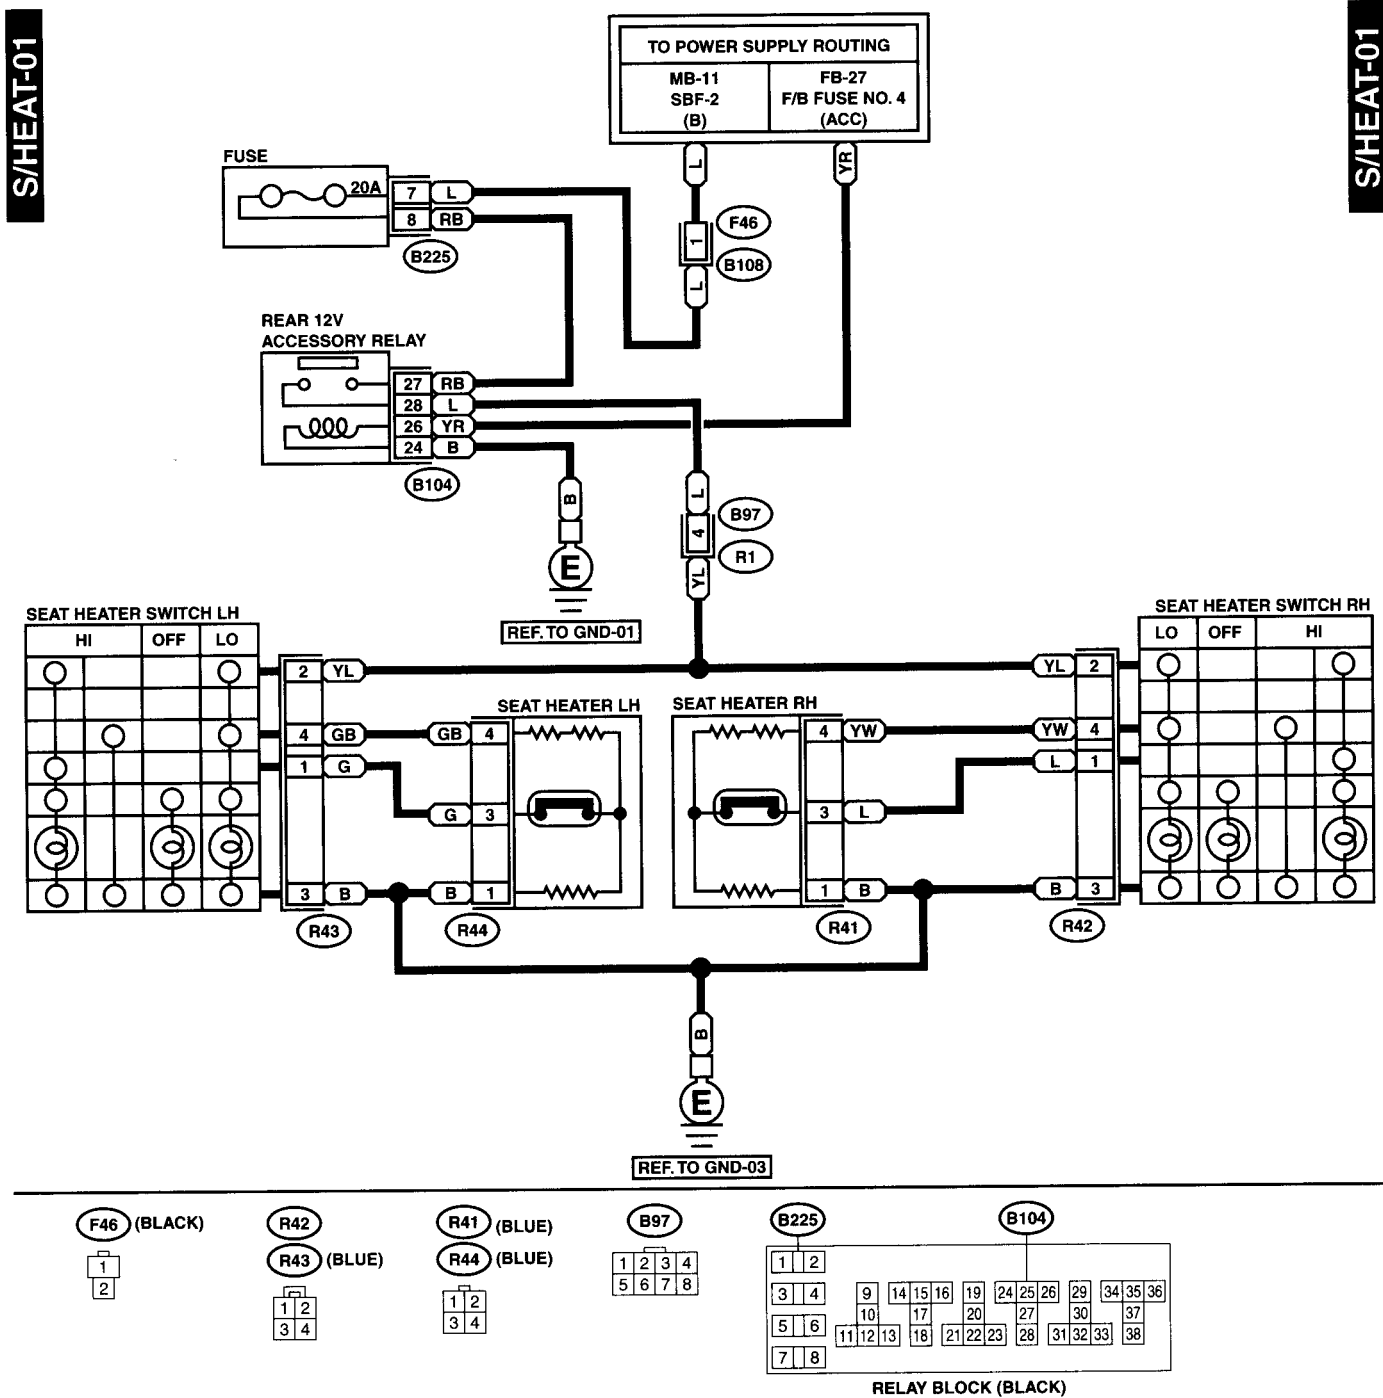 S/HEAT-01
S/HEAT-01
TO POWER SUPPLY ROUTING
MB-11
SBF-2
(B)
FB-27
F/B FUSE NO. 4
(ACC)
L
YR
FUSE
20A
7
L
8
RB
B225
1
F46
B108
L
REAR 12V
ACCESSORY RELAY
27
RB
28
L
26
YR
24
B
B104
B
E
REF. TO GND-01
L
4
B97
R1
YL
SEAT HEATER SWITCH LH
HI
OFF
LO
2
YL
4
GB
1
G
3
B
R43
SEAT HEATER LH
GB
4
G
3
B
1
R44
SEAT HEATER RH
4
YW
3
L
1
B
R41
SEAT HEATER SWITCH RH
LO
OFF
HI
YL
2
YW
4
L
1
B
3
R42
B
E
REF. TO GND-03
F46 (BLACK)
1
2
R42
R43 (BLUE)
1 2
3 4
R41 (BLUE)
R44 (BLUE)
1 2
3 4
B97
1 2 3 4
5 6 7 8
B225
B104
1 2
3 4
5 6
7 8
9 14 15 16 19 24 25 26 29 34 35 36
10 17 20 27 30 37
11 12 13 18 21 22 23 28 31 32 33 38
RELAY BLOCK (BLACK)